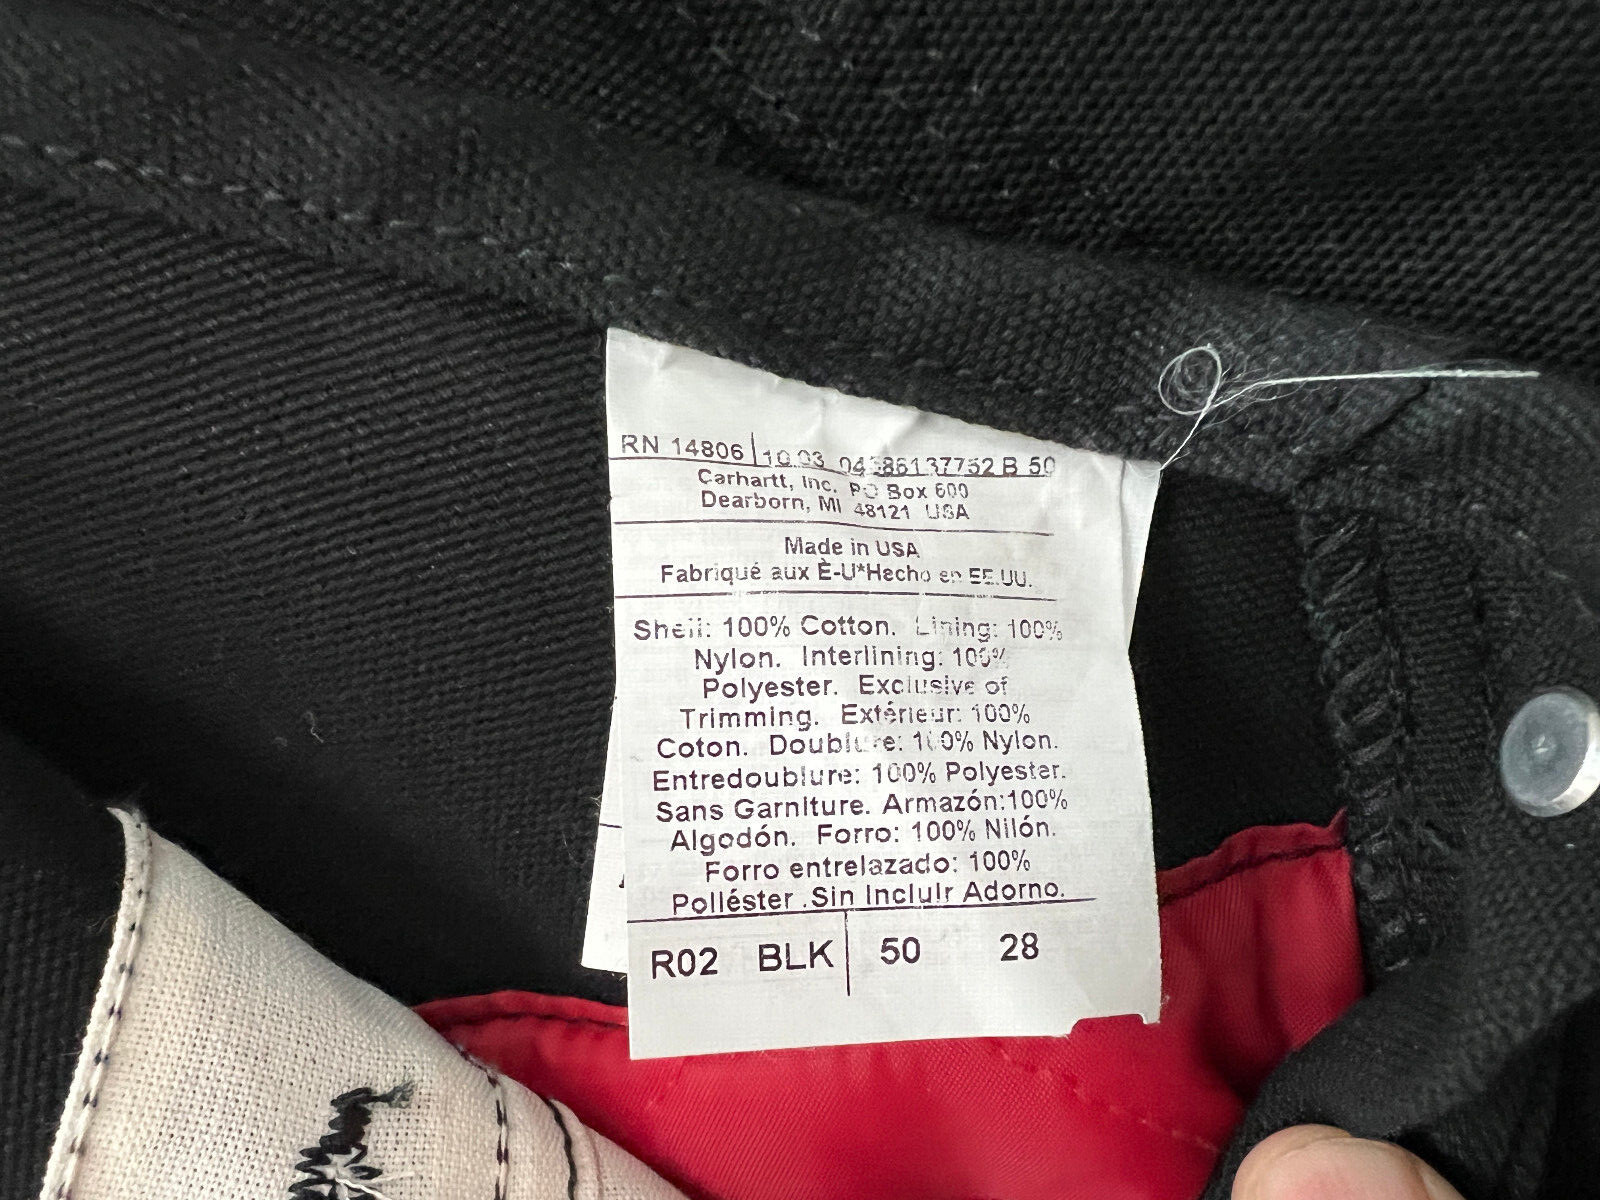 RN 14806 10 03 B 50
Carhartt, Inc. PO Box 600
Dearborn, MI 48121 USA
Made in USA
Fabriqué aux È-U*Hecho en EE.UU.
Shell: 100% Cotton. Lining: 100%
Nylon. Interlining: 100%
Polyester. Exclusive of
Trimming. Extérieur: 100%
Coton. Doublure: 100% Nylon.
Entredoublure: 100% Polyester.
Sans Garniture. Armazón:100%
Algodón. Forro: 100% Nilón.
Forro entrelazado: 100%
Poliéster .Sin Incluir Adorno.
R02 BLK 50 28